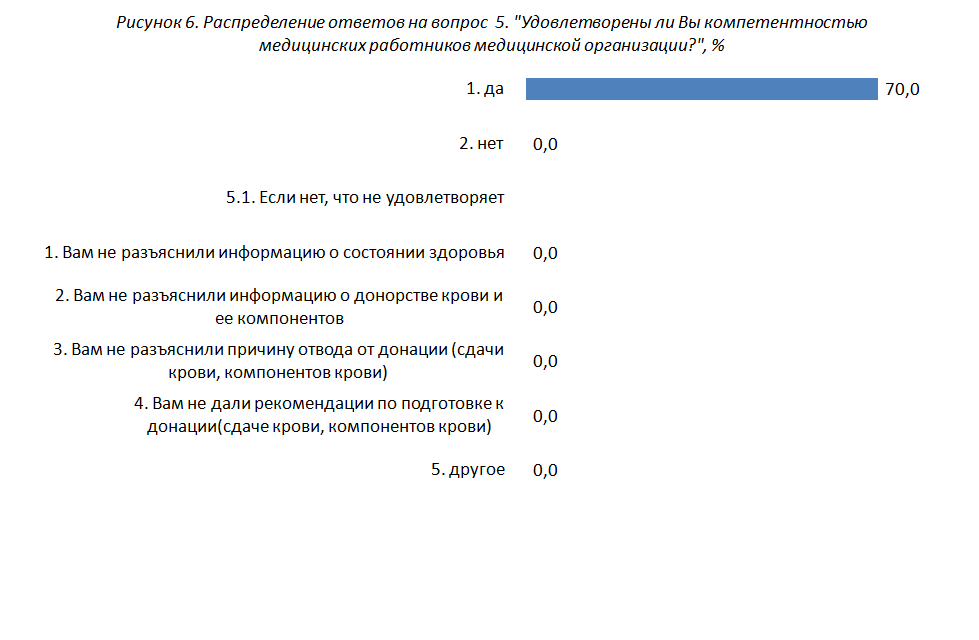 Рисунок 6. Распределение ответов на вопрос 5. "Удовлетворены ли Вы компетентностью
медицинских работников медицинской организации?", %
1. да 70,0
2. нет 0,0
5.1. Если нет, что не удовлетворяет
1. Вам не разъяснили информацию о состоянии здоровья 0,0
2. Вам не разъяснили информацию о донорстве крови и
ее компонентов 0,0
3. Вам не разъяснили причину отвода от донации (сдачи
крови, компонентов крови) 0,0
4. Вам не дали рекомендации по подготовке к
донации(сдаче крови, компонентов крови) 0,0
5. другое 0,0